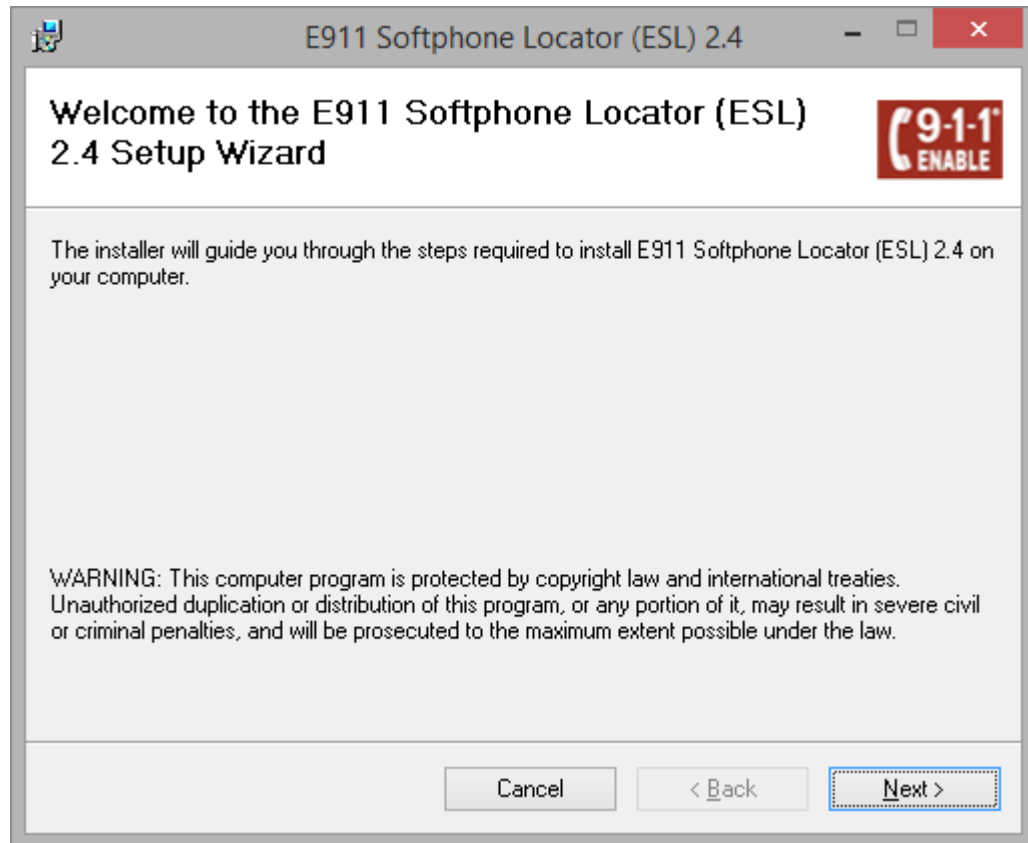 E911 Softphone Locator (ESL) 2.4
Welcome to the E911 Softphone Locator (ESL)
2.4 Setup Wizard
9-1-1
ENABLE
The installer will guide you through the steps required to install E911 Softphone Locator (ESL) 2.4 on
your computer.
WARNING: This computer program is protected by copyright law and international treaties.
Unauthorized duplication or distribution of this program, or any portion of it, may result in severe civil
or criminal penalties, and will be prosecuted to the maximum extent possible under the law.
Cancel
< Back
Next >